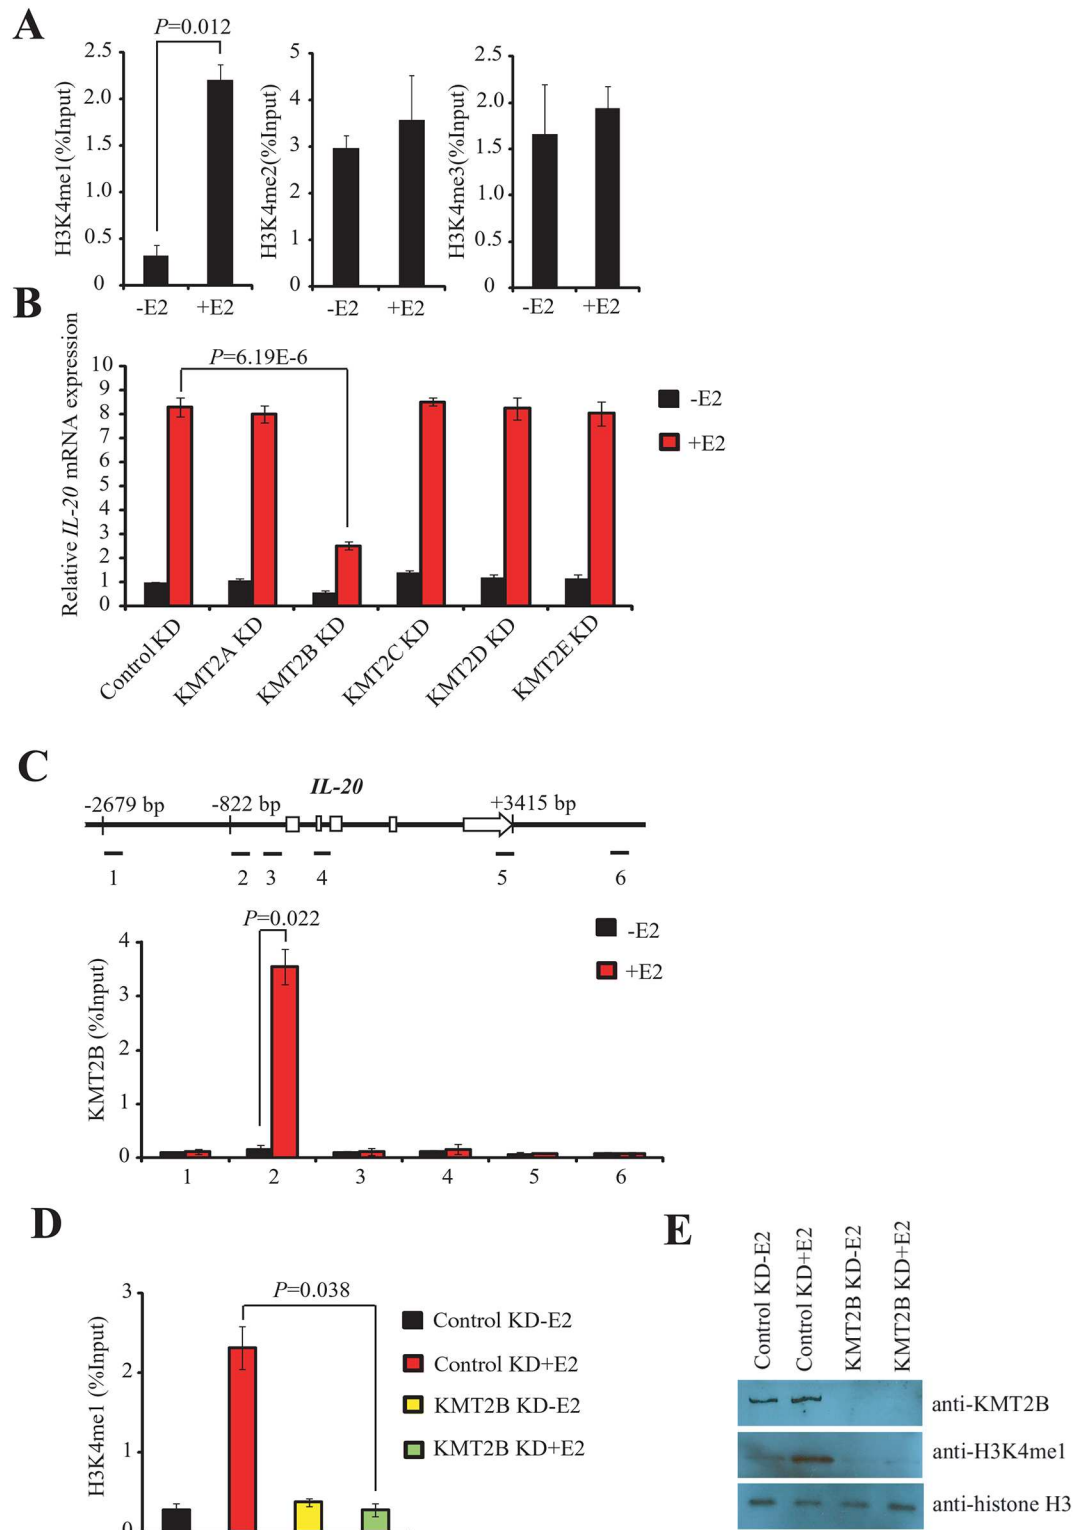 A
P=0.012
H3K4me1(%Input)
2.5
2.0
1.5
1.0
0.5
0
-E2 +E2
H3K4me2(%Input)
5
4
3
2
1
0
-E2 +E2
H3K4me3(%Input)
2.5
2.0
1.5
1.0
0.5
0
-E2 +E2
B
Relative IL-20 mRNA expression
10
9
8
7
6
5
4
3
2
1
0
P=6.19E-6
-E2
+E2
Control KD
KMT2A KD
KMT2B KD
KMT2C KD
KMT2D KD
KMT2E KD
C
IL-20
-2679 bp -822 bp +3415 bp
1 2 3 4 5 6
P=0.022
-E2
+E2
KMT2B (%Input)
4
3
2
1
0
1 2 3 4 5 6
D
P=0.038
H3K4me1 (%Input)
3
2
1
0
Control KD-E2
Control KD+E2
KMT2B KD-E2
KMT2B KD+E2
E
Control KD-E2
Control KD+E2
KMT2B KD-E2
KMT2B KD+E2
anti-KMT2B
anti-H3K4me1
anti-histone H3